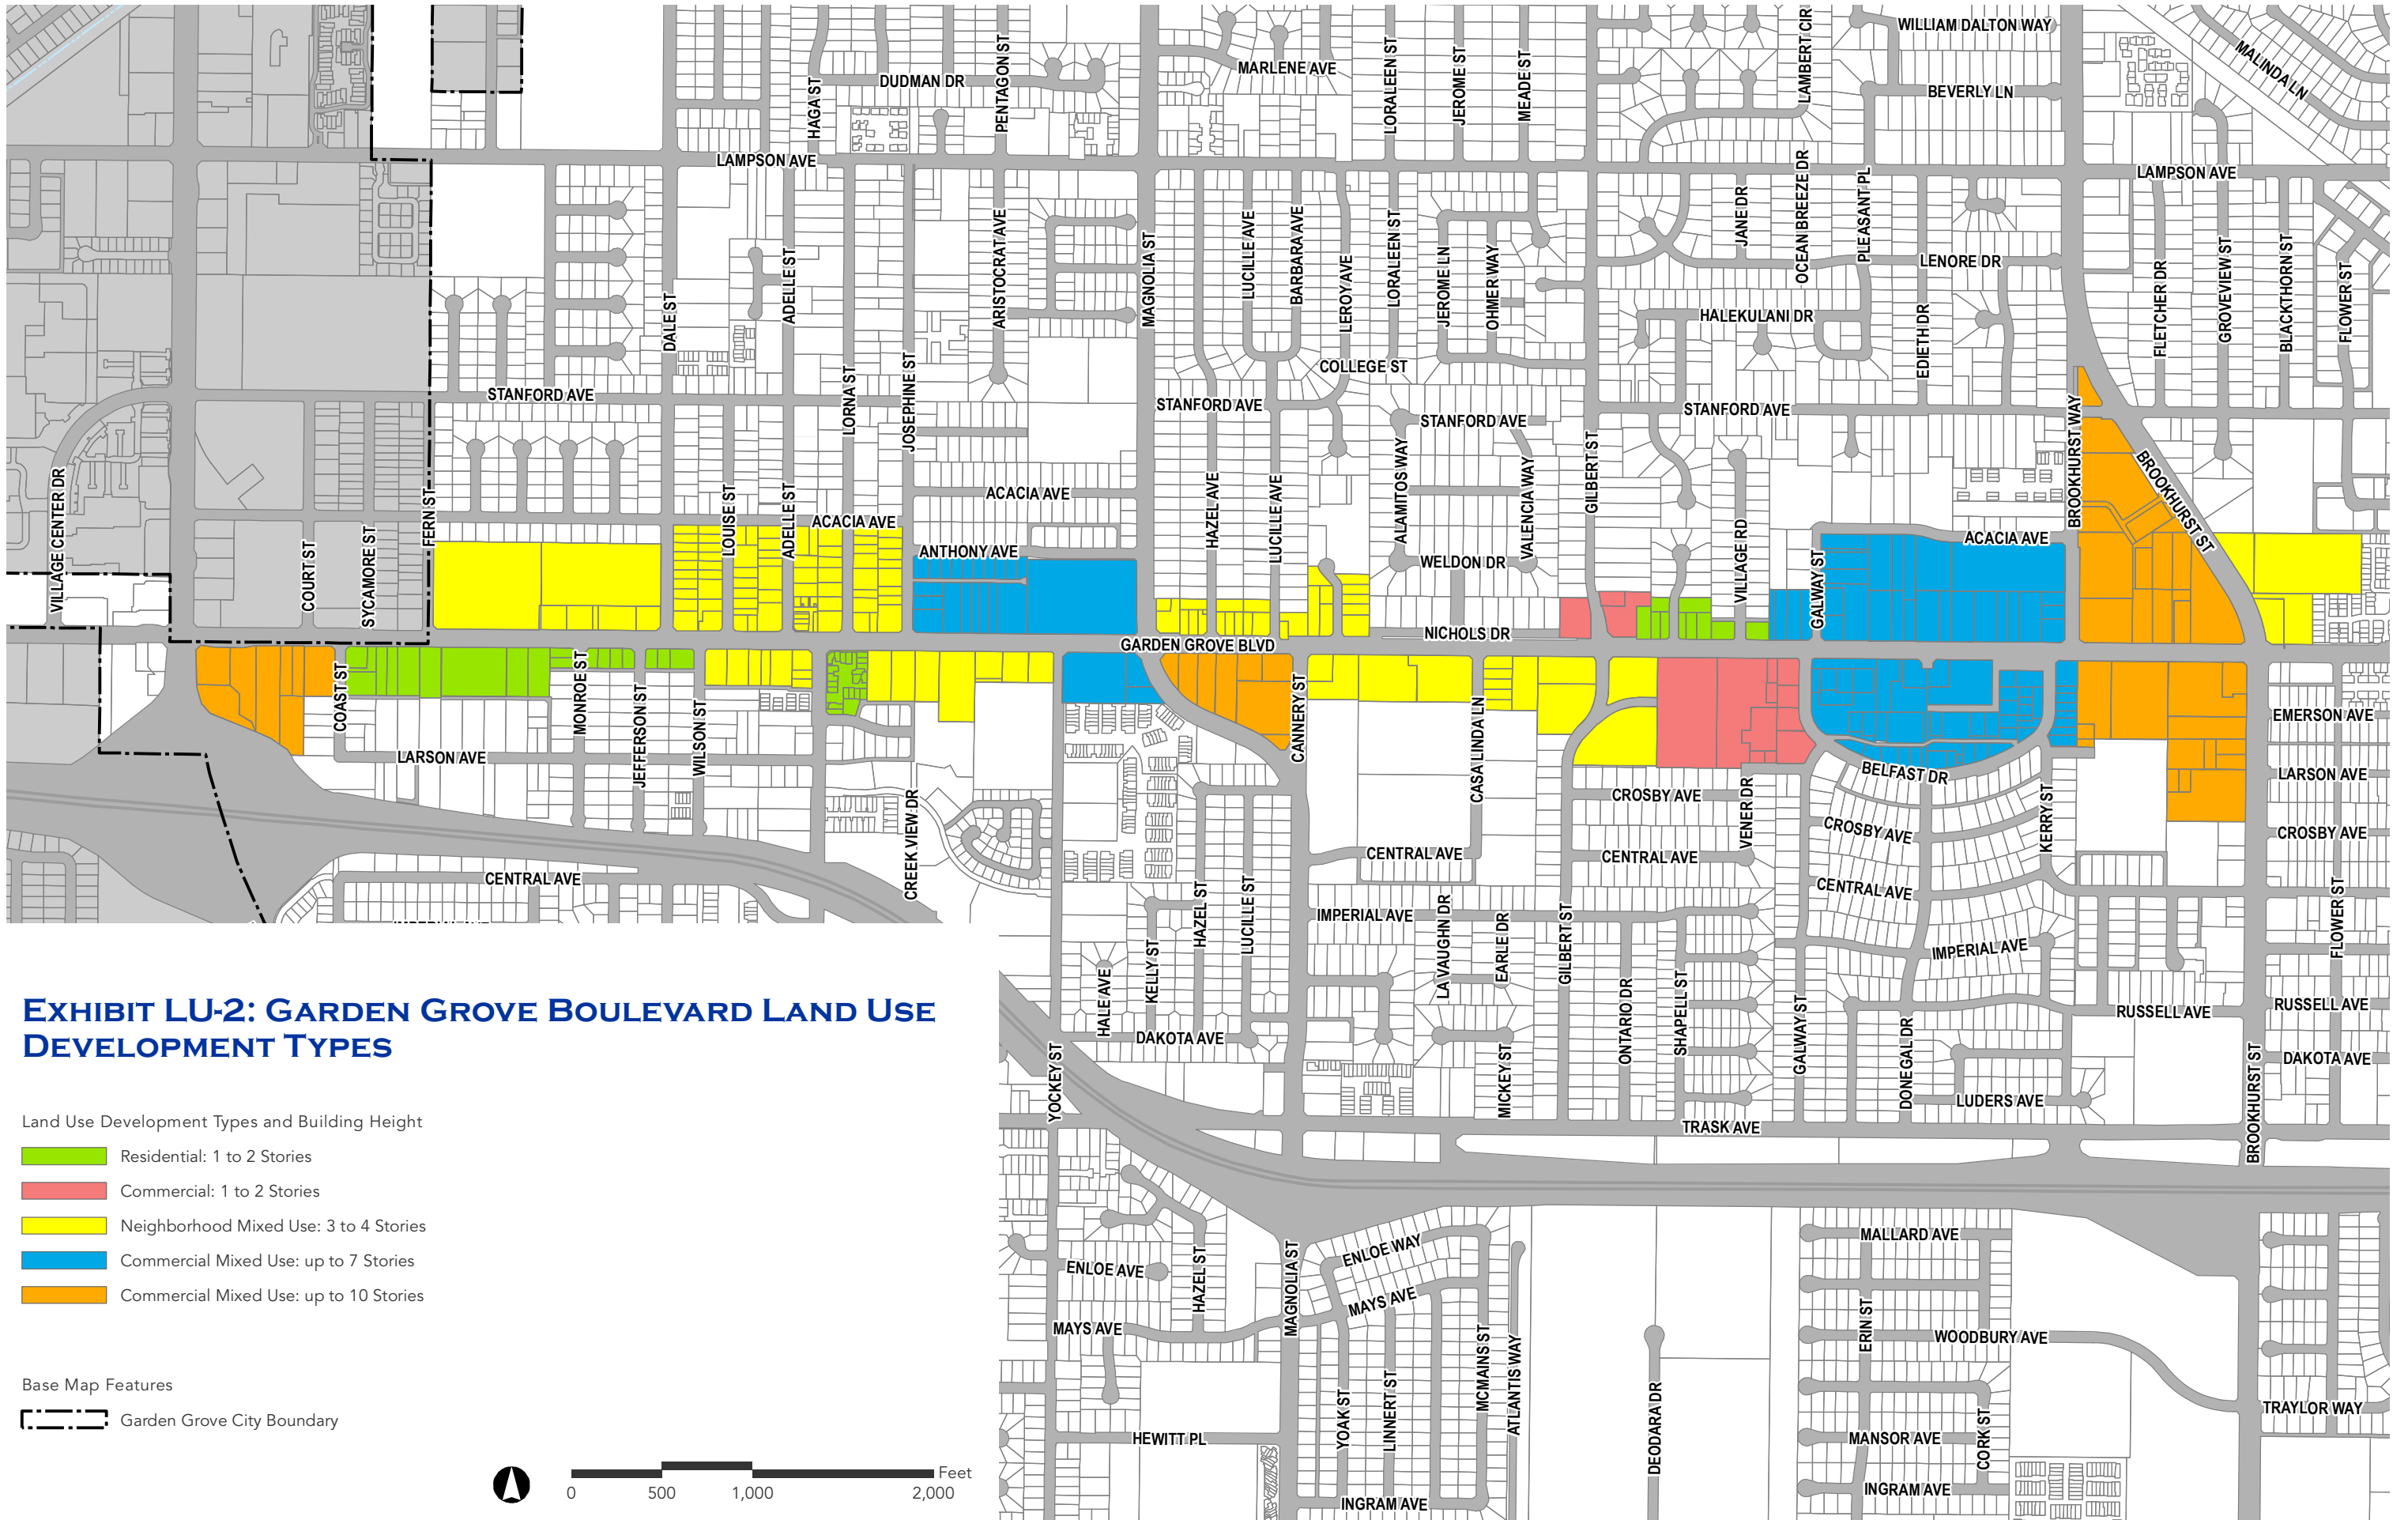 WILLIAM DALTON WAY
MALINDA LN
MARLENE AVE
DUDMAN DR
HAGA ST
PENTAGON ST
LORALEEN ST
JEROME ST
MEADE ST
LAMBERT CIR
BEVERLY LN
LAMPSON AVE
LAMPSON AVE
DALE ST
ADELLE ST
LORNA ST
JOSEPHINE ST
ARISTOCRAT AVE
MAGNOLIA ST
LUCILLE AVE
BARBARA AVE
LEROY AVE
LORALEEN ST
JEROME LN
OHMER WAY
JANE DR
OCEAN BREEZE DR
PLEASANT PL
LENORE DR
HALEKULANI DR
EDIETH DR
FLETCHER DR
GROVEVIEW ST
BLACKTHORN ST
FLOWER ST
COLLEGE ST
STANFORD AVE
STANFORD AVE
STANFORD AVE
STANFORD AVE
BROOKHURST WAY
BROOKHURST ST
VILLAGE CENTER DR
COURT ST
SYCAMORE ST
FERN ST
LOUISE ST
ADELLE ST
ACACIA AVE
ACACIA AVE
ANTHONY AVE
HAZEL AVE
LUCILLE AVE
ALAMITOS WAY
VALENCIA WAY
GILBERT ST
WELDON DR
VILLAGE RD
GALWAY ST
ACACIA AVE
NICHOLS DR
GARDEN GROVE BLVD
COAST ST
MONROE ST
JEFFERSON ST
WILSON ST
LARSON AVE
CANNERY ST
CASA LINDA LN
EMERSON AVE
BELFAST DR
LARSON AVE
CREEK VIEW DR
CROSBY AVE
VENER DR
CROSBY AVE
KERRY ST
CROSBY AVE
CENTRAL AVE
CENTRAL AVE
CENTRAL AVE
CENTRAL AVE
HAZEL ST
LUCILLE ST
IMPERIAL AVE
LA VAUGHN DR
EARLE DR
GILBERT ST
IMPERIAL AVE
FLOWER ST
HALE AVE
KELLY ST
ONTARIO DR
SHAPELL ST
GALWAY ST
RUSSELL AVE
RUSSELL AVE
EXHIBIT LU-2: GARDEN GROVE BOULEVARD LAND USE
DEVELOPMENT TYPES
DAKOTA AVE
YOCKEY ST
MICKEY ST
DONEGAL DR
LUDERS AVE
BROOKHURST ST
DAKOTA AVE
TRASK AVE
Land Use Development Types and Building Height
Residential: 1 to 2 Stories
Commercial: 1 to 2 Stories
Neighborhood Mixed Use: 3 to 4 Stories
Commercial Mixed Use: up to 7 Stories
Commercial Mixed Use: up to 10 Stories
ENLOE AVE
HAZEL ST
MAGNOLIA ST
ENLOE WAY
MAYS AVE
MAYS AVE
MALLARD AVE
ERIN ST
WOODBURY AVE
YOAK ST
LINNERT ST
MCMAINS ST
ATLANTIS WAY
DEODARA DR
CORK ST
TRAYLOR WAY
Base Map Features
Garden Grove City Boundary
HEWITT PL
MANSOR AVE
INGRAM AVE
INGRAM AVE
Feet
0 500 1,000 2,000